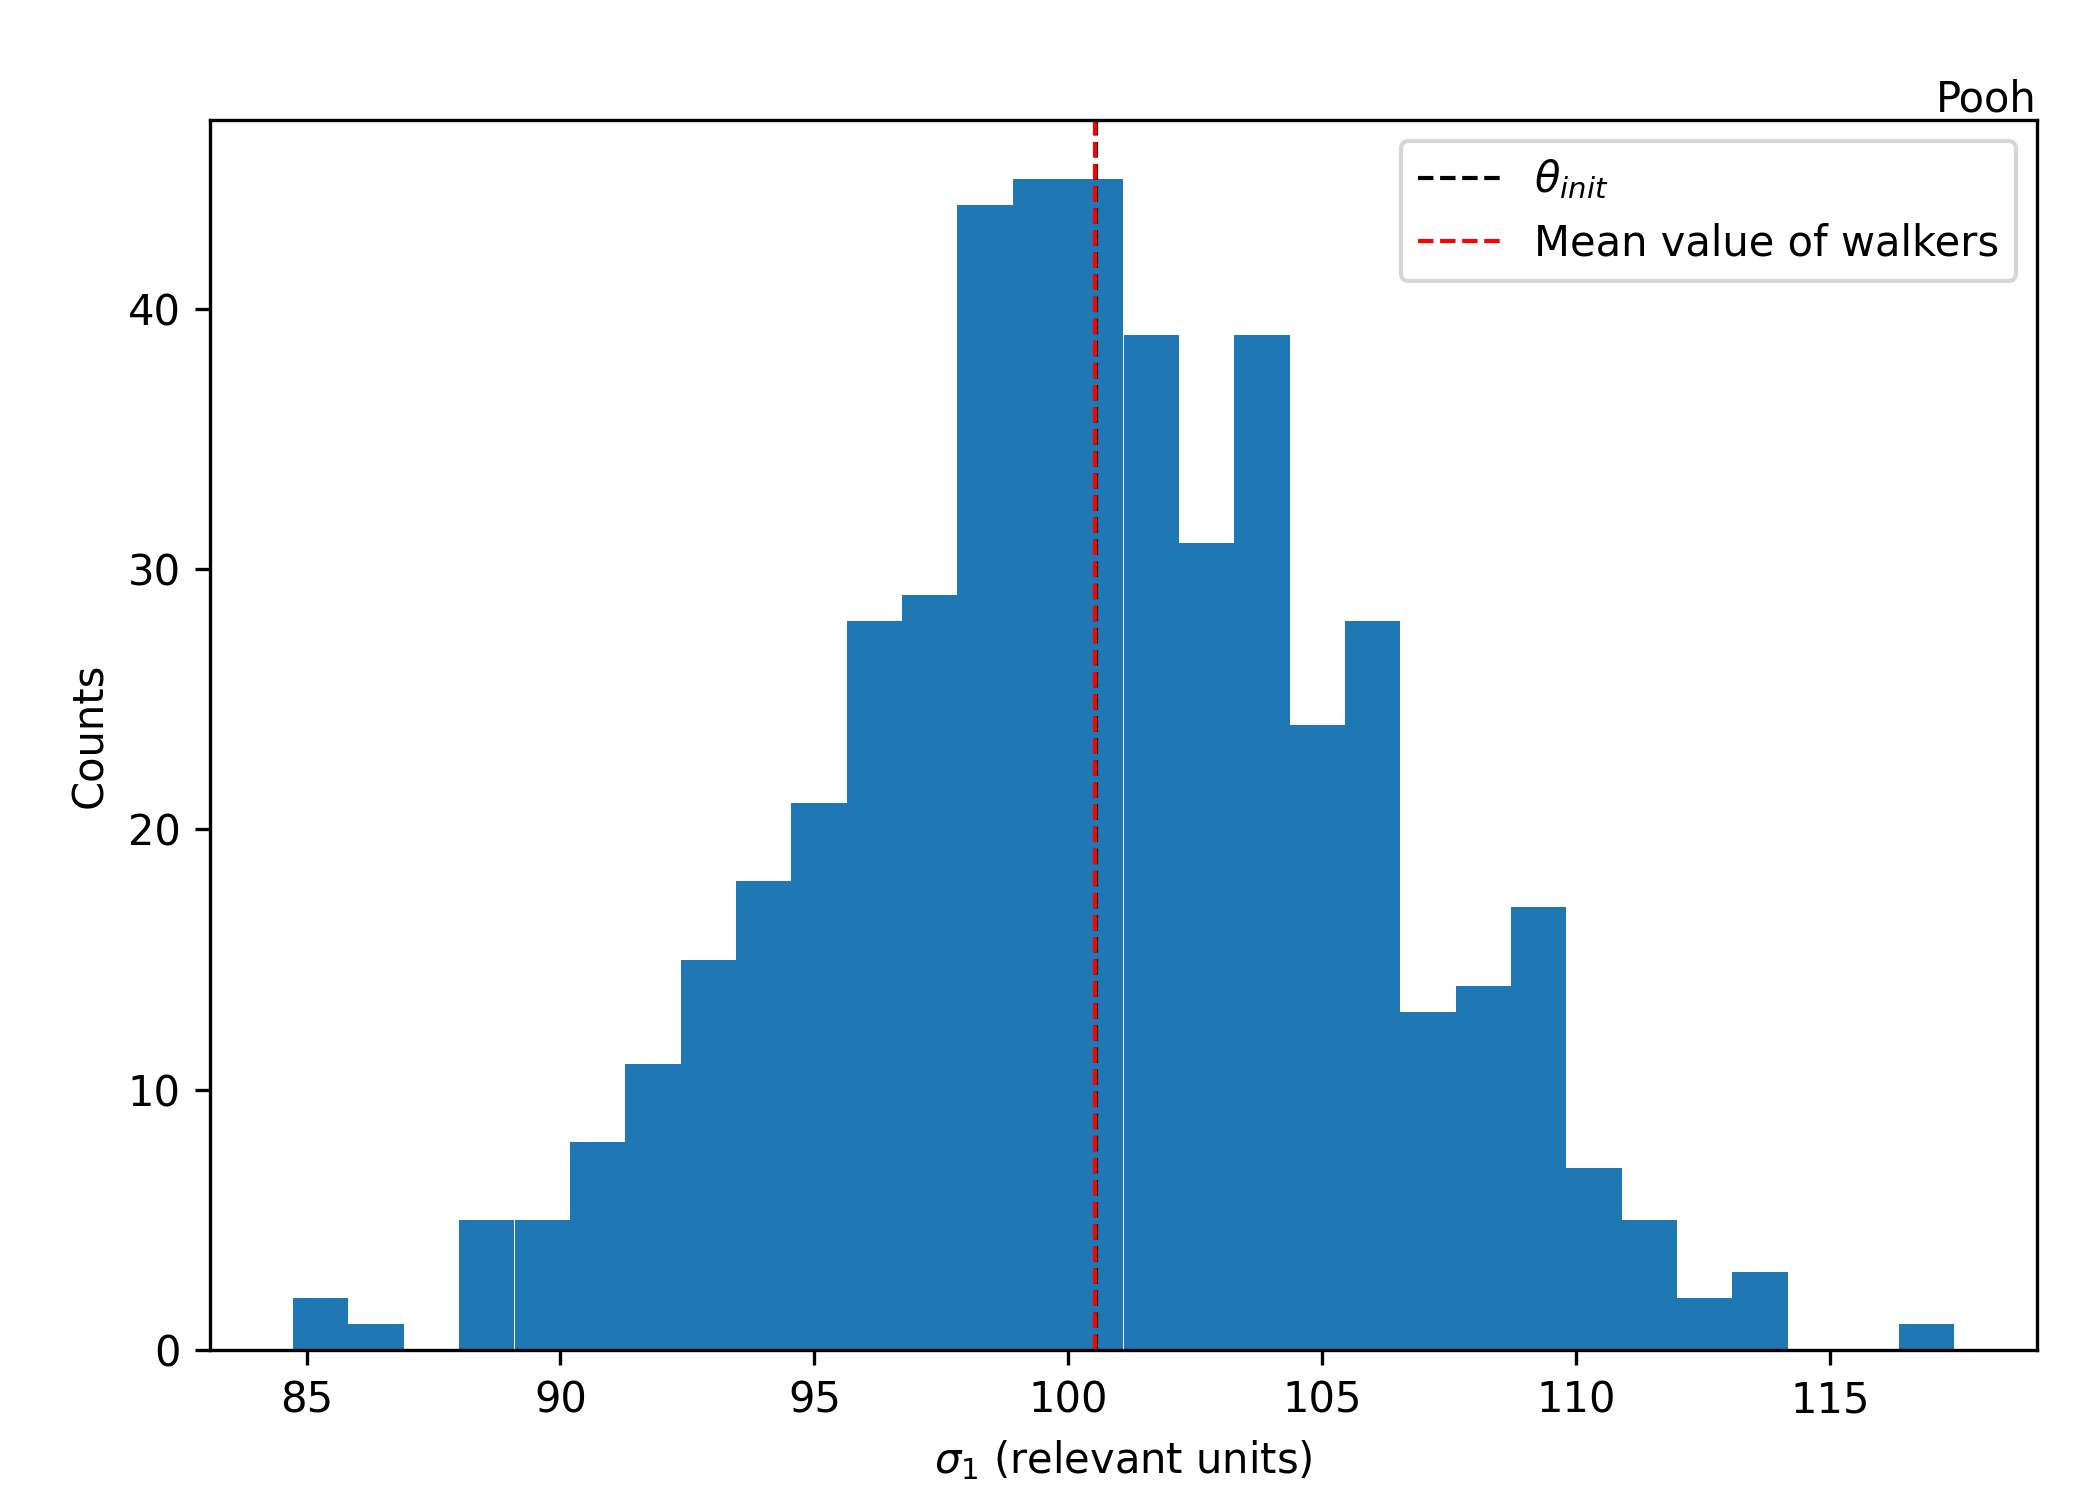 Pooh
θ_init
Mean value of walkers
Counts
40
30
20
10
0
85 90 95 100 105 110 115
σ₁ (relevant units)